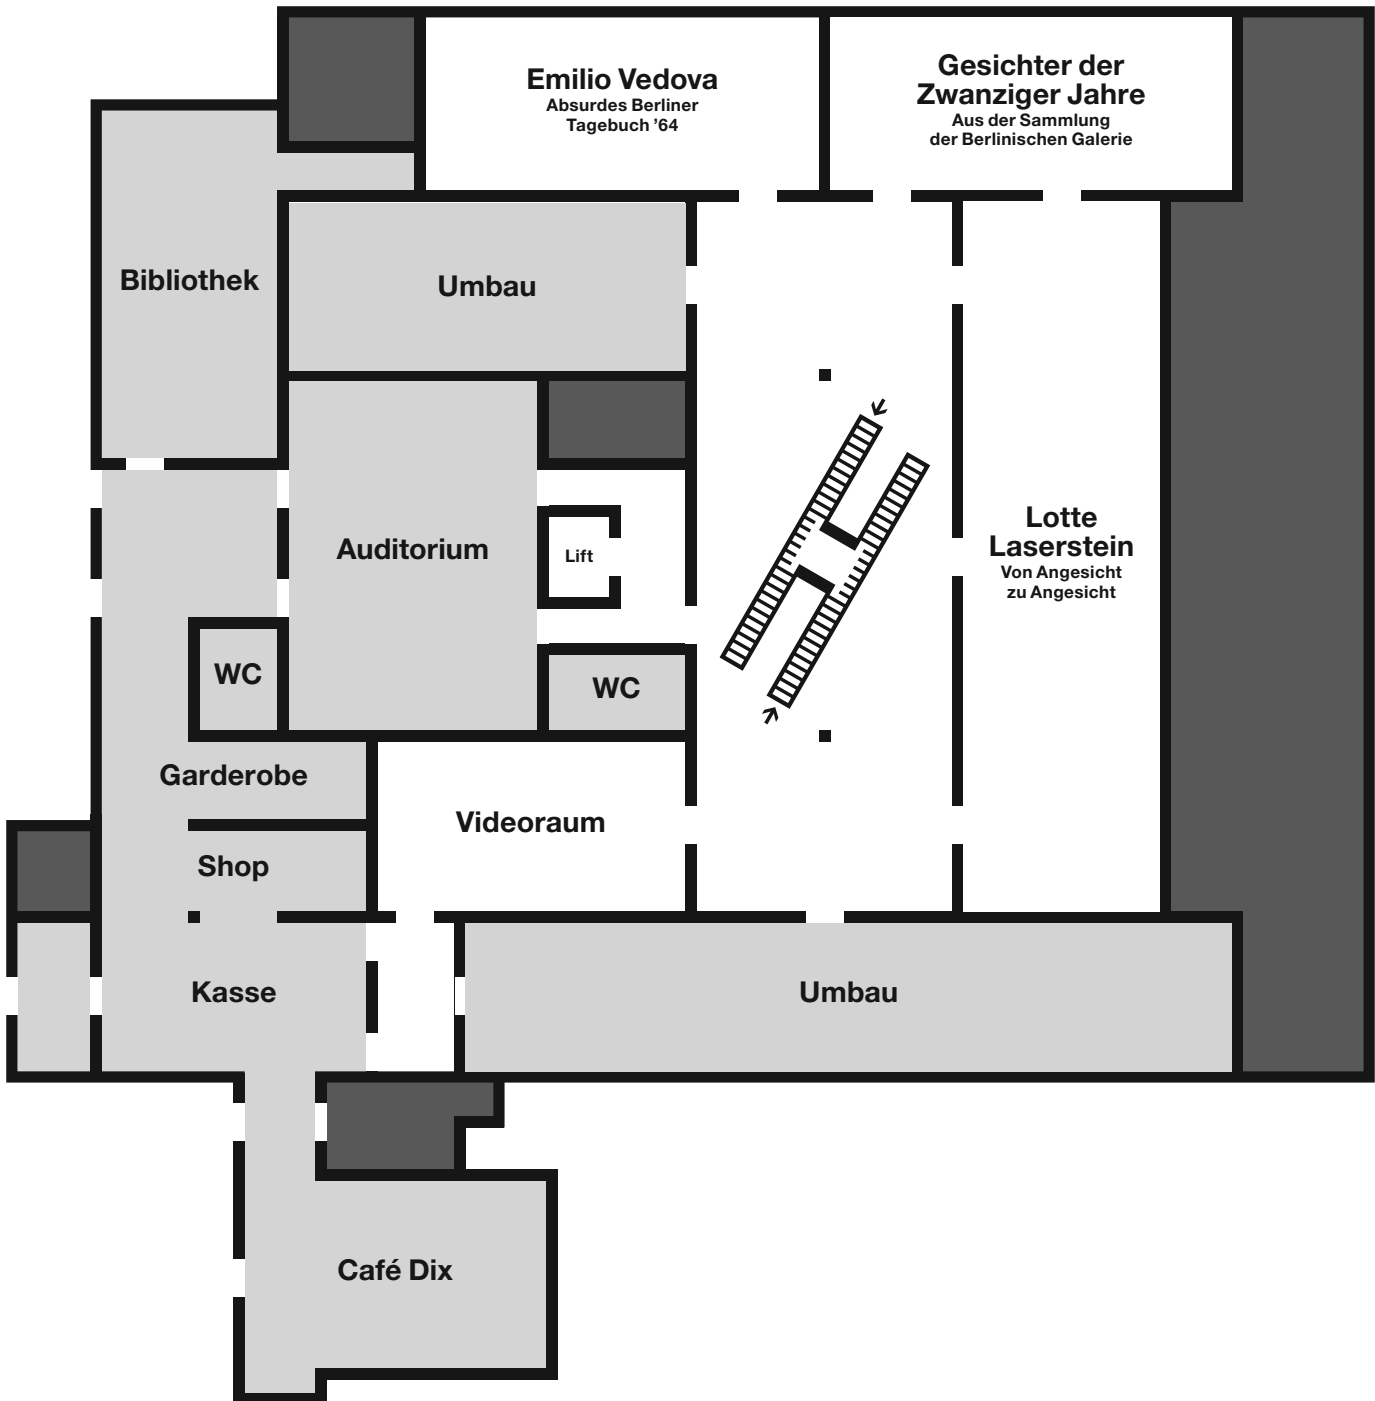 Emilio Vedova
Absurdes Berliner
Tagebuch ’64
Gesichter der
Zwanziger Jahre
Aus der Sammlung
der Berlinischen Galerie
Bibliothek
Umbau
Auditorium
Lift
Lotte
Laserstein
Von Angesicht
zu Angesicht
WC
WC
Garderobe
Videoraum
Shop
Kasse
Umbau
Café Dix